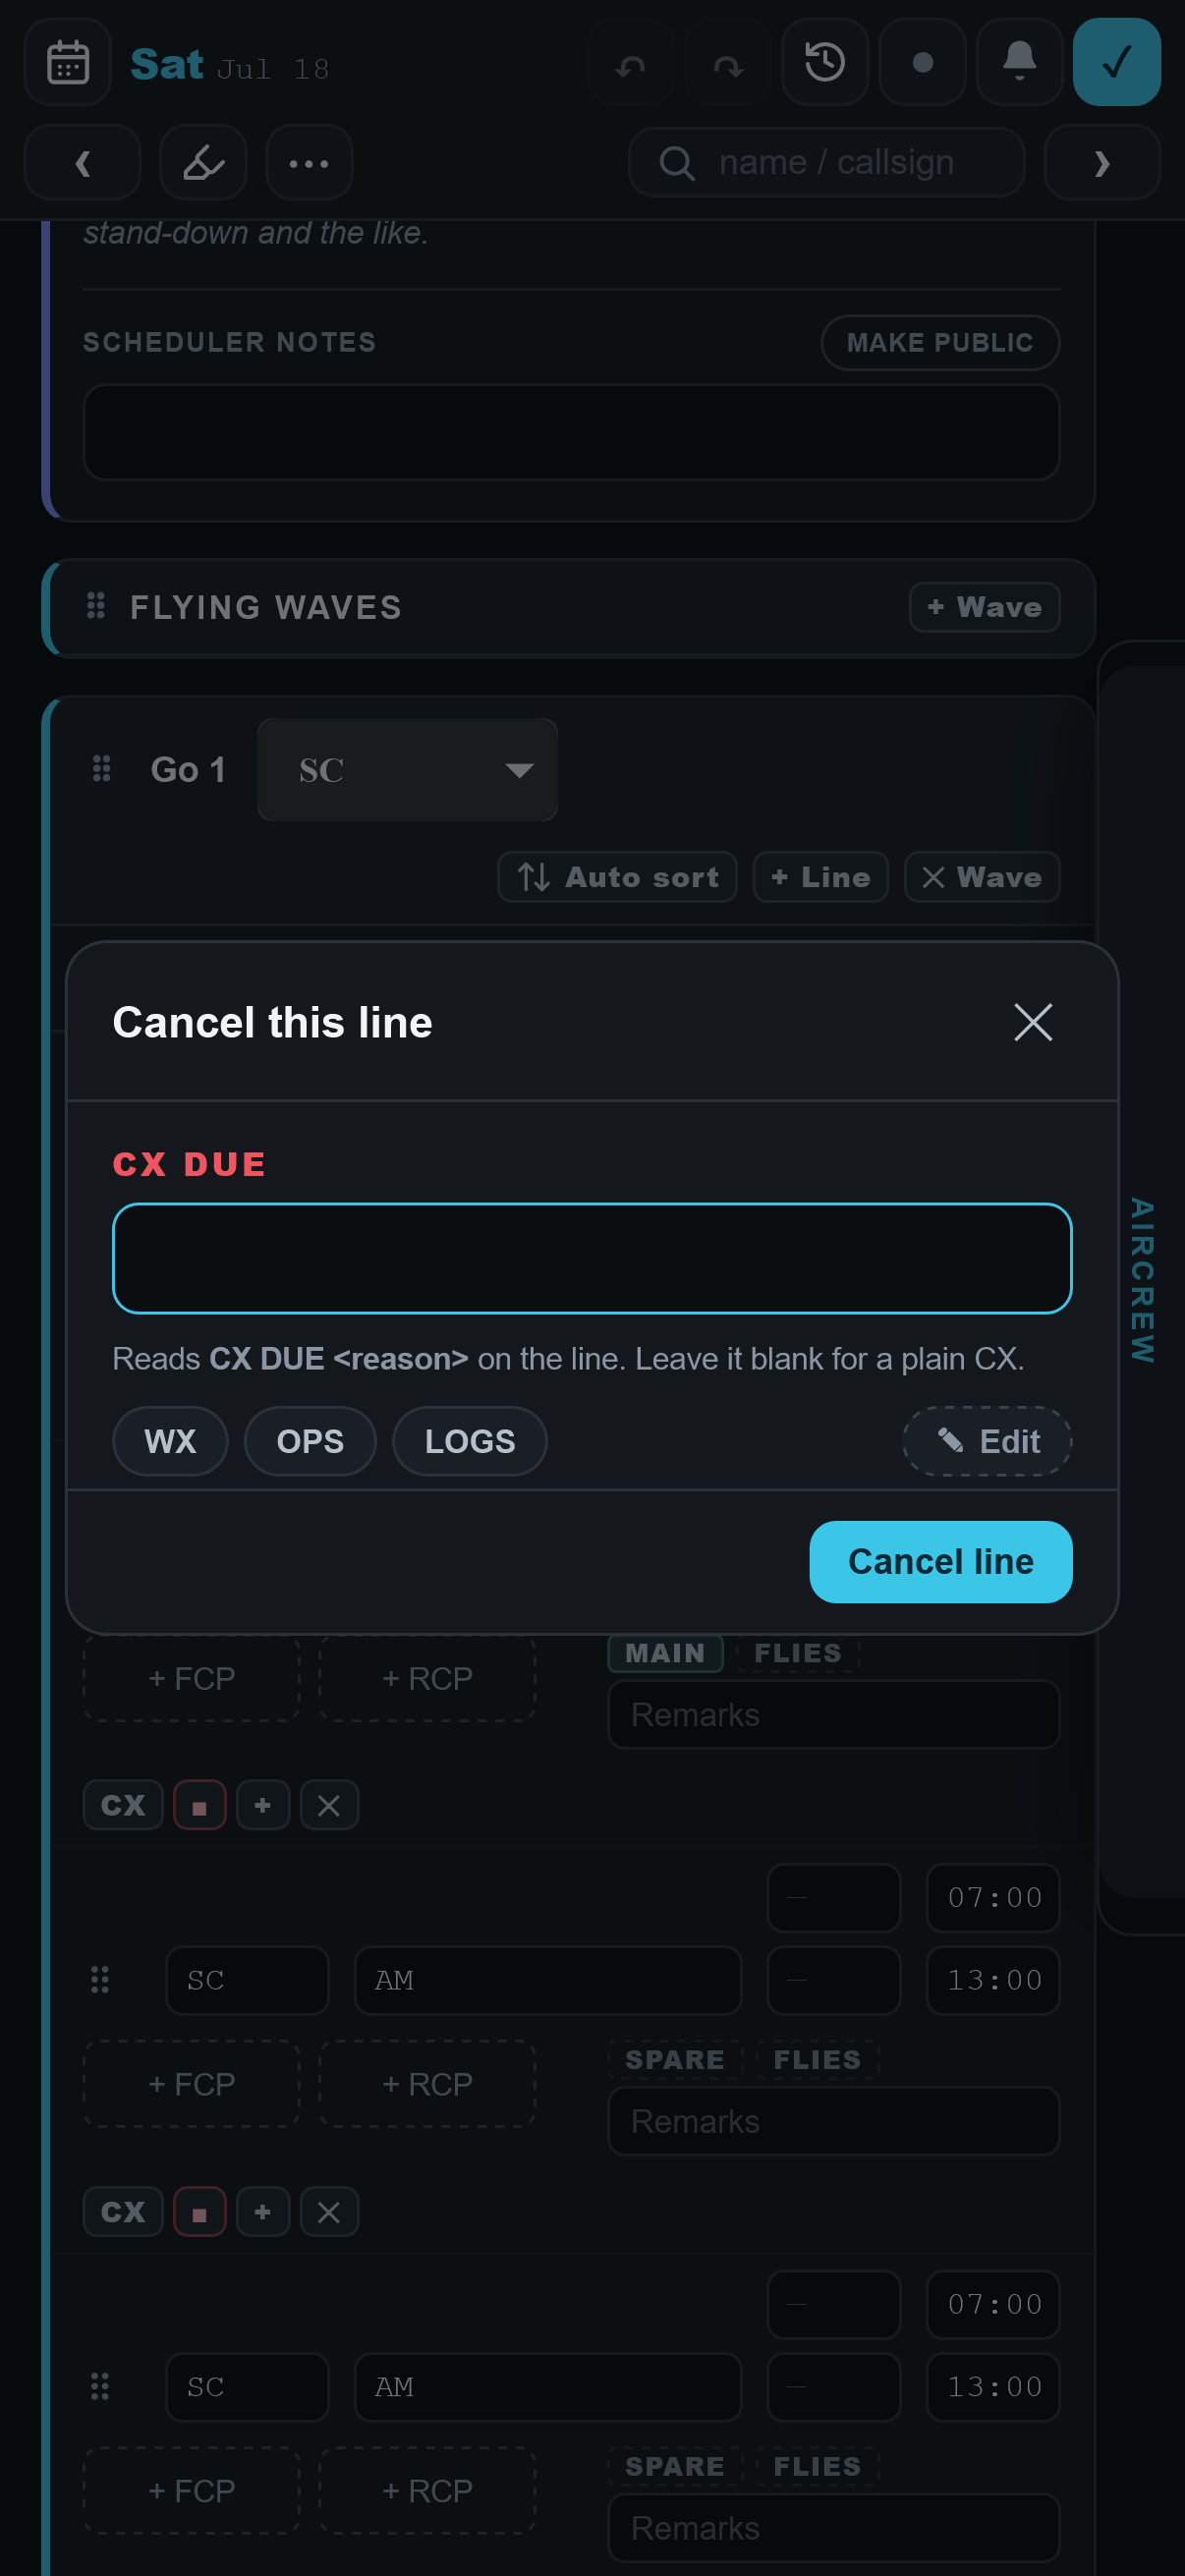 Sat Jul 18
name / callsign
stand-down and the like.
SCHEDULER NOTES
MAKE PUBLIC
FLYING WAVES
+ Wave
Go 1
SC
Auto sort
+ Line
Wave
Cancel this line
CX DUE
Reads CX DUE <reason> on the line. Leave it blank for a plain CX.
WX
OPS
LOGS
Edit
Cancel line
AIRCREW
+ FCP
+ RCP
MAIN
FLIES
Remarks
CX
+
07:00
SC
AM
13:00
+ FCP
+ RCP
SPARE
FLIES
Remarks
CX
+
07:00
SC
AM
13:00
+ FCP
+ RCP
SPARE
FLIES
Remarks